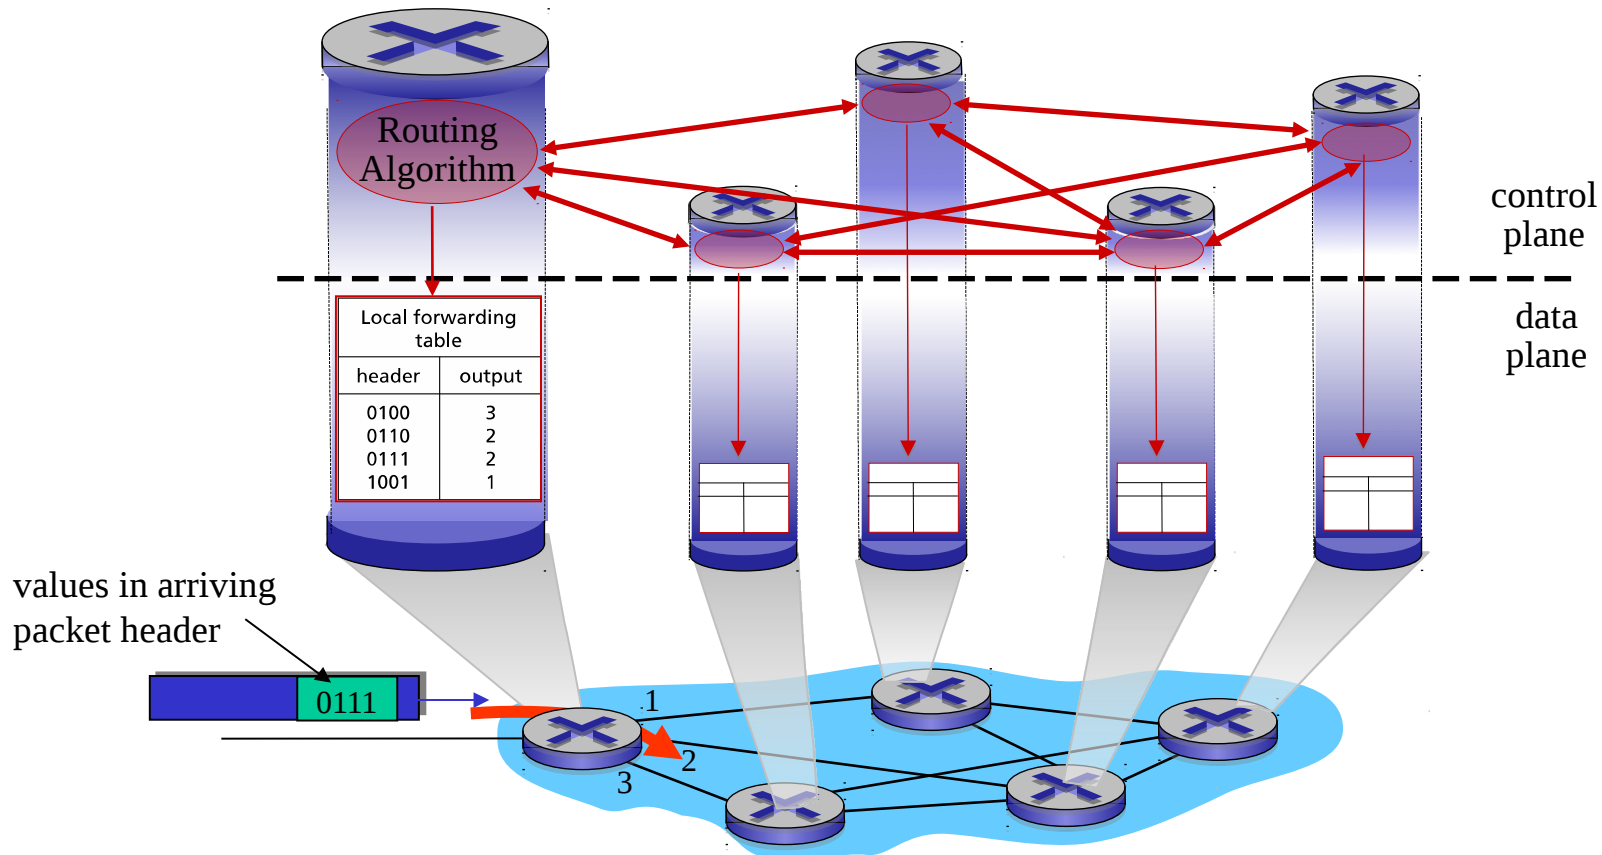 Routing
Algorithm
control
plane
data
plane
Local forwarding
table
header output
0100 3
0110 2
0111 2
1001 1
values in arriving
packet header
0111
1
2
3